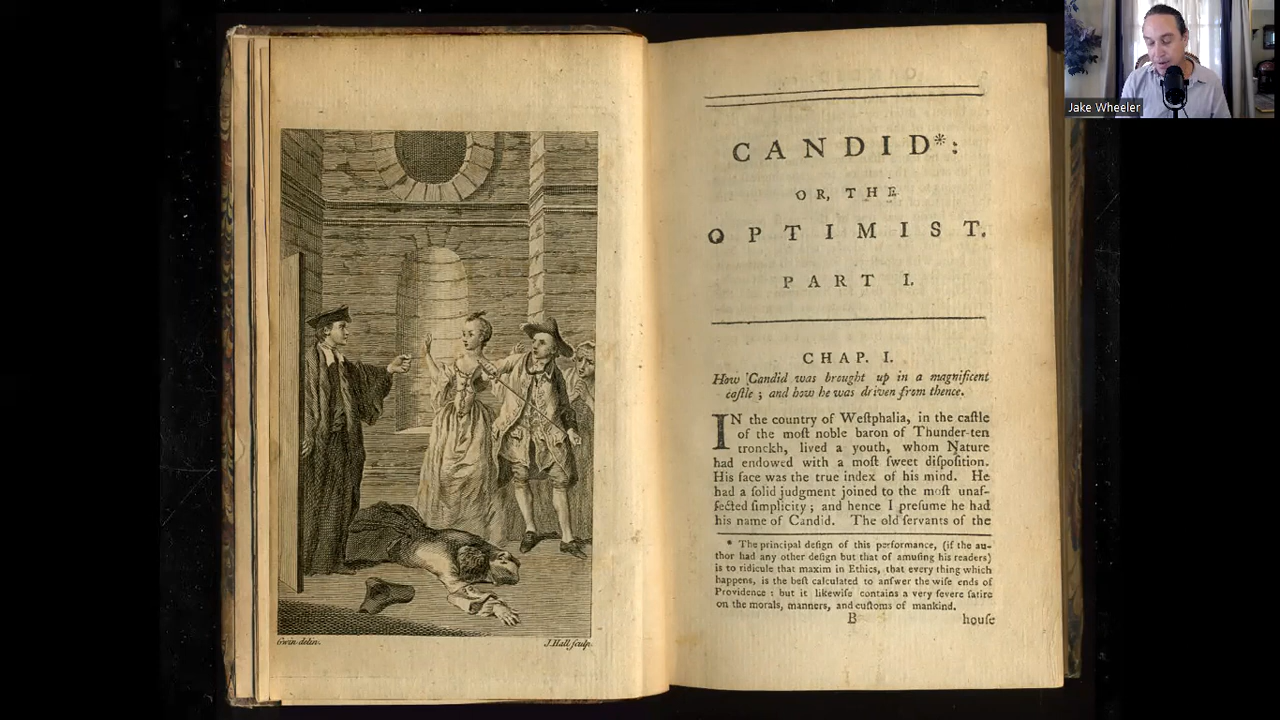 Jake Wheeler
CANDID*:
OR, THE
OPTIMIST.
PART I.
CHAP. I.
How Candid was brought up in a magnificent
caſtle ; and how he was driven from thence.
IN the country of Weſtphalia, in the caſtle
of the moſt noble baron of Thunder-ten
tronckh, lived a youth, whom Nature
had endowed with a moſt ſweet diſpoſition.
His face was the true index of his mind. He
had a ſolid judgment joined to the moſt unaf-
fected ſimplicity ; and hence I preſume he had
his name of Candid. The old ſervants of the
* The principal deſign of this performance, (if the au-
thor had any other deſign but that of amuſing his readers)
is to ridicule that maxim in Ethics, that every thing which
happens, is the beſt calculated to anſwer the wiſe ends of
Providence : but it likewiſe contains a very ſevere ſatire
on the morals, manners, and cuſtoms of mankind.
B house
Gwin delin.
J. Hall ſculp.